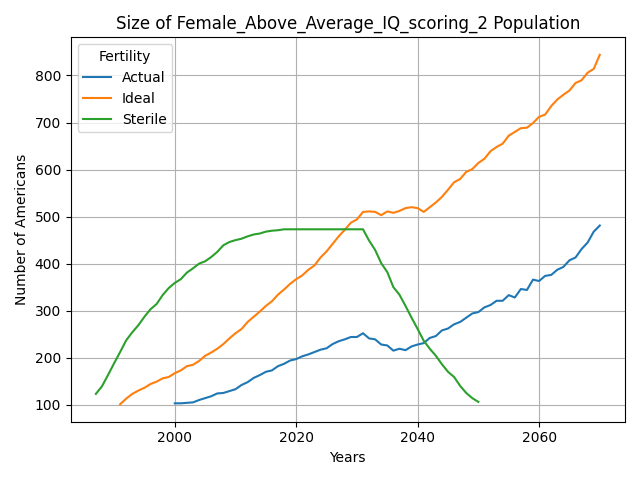 Size of Female_Above_Average_IQ_scoring_2 Population
Fertility
Actual
Ideal
Sterile
Number of Americans
800
700
600
500
400
300
200
100
2000
2020
2040
2060
Years